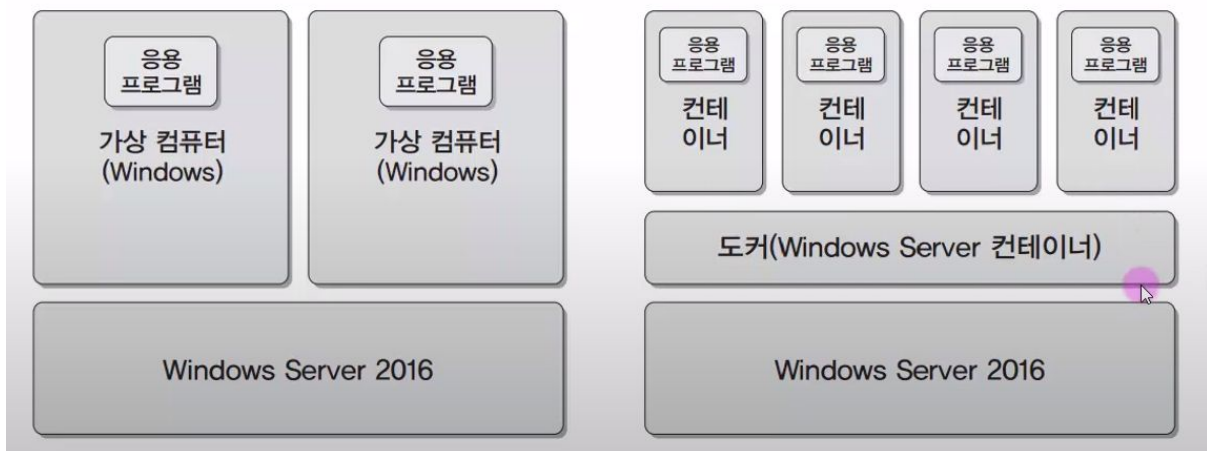 응용
프로그램
가상 컴퓨터
(Windows)
응용
프로그램
가상 컴퓨터
(Windows)
Windows Server 2016
응용
프로그램
컨테
이너
응용
프로그램
컨테
이너
응용
프로그램
컨테
이너
응용
프로그램
컨테
이너
도커(Windows Server 컨테이너)
Windows Server 2016